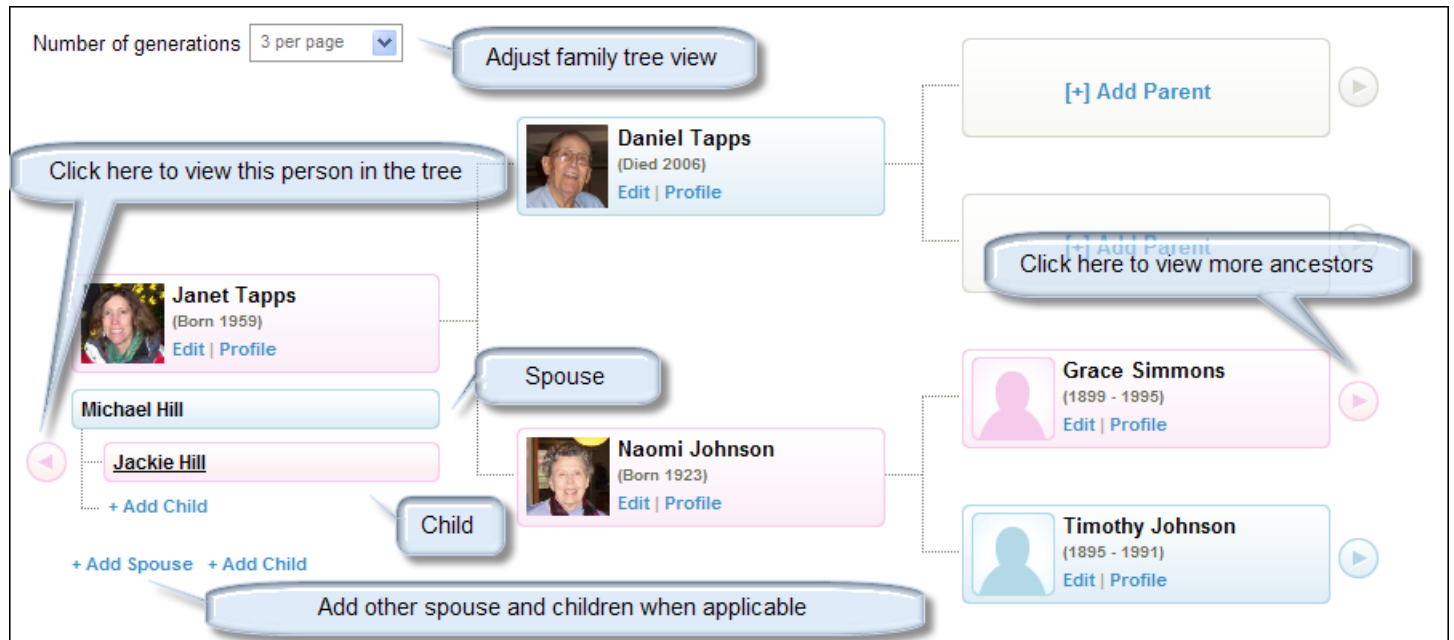 Number of generations 3 per page
Adjust family tree view
[+] Add Parent
Click here to view this person in the tree
Daniel Tapps
(Died 2006)
Edit | Profile
[+] Add Parent
Click here to view more ancestors
Janet Tapps
(Born 1959)
Edit | Profile
Spouse
Michael Hill
Jackie Hill
+ Add Child
Child
Naomi Johnson
(Born 1923)
Edit | Profile
Grace Simmons
(1899 - 1995)
Edit | Profile
Timothy Johnson
(1895 - 1991)
Edit | Profile
+ Add Spouse + Add Child
Add other spouse and children when applicable